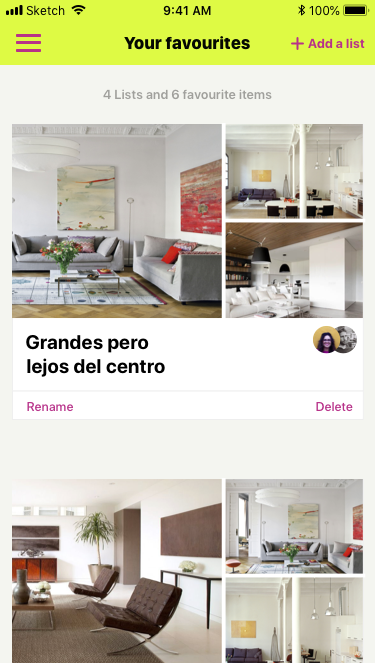 Sketch
9:41 AM
100%
Your favourites
+ Add a list
4 Lists and 6 favourite items
Grandes pero
lejos del centro
Rename
Delete